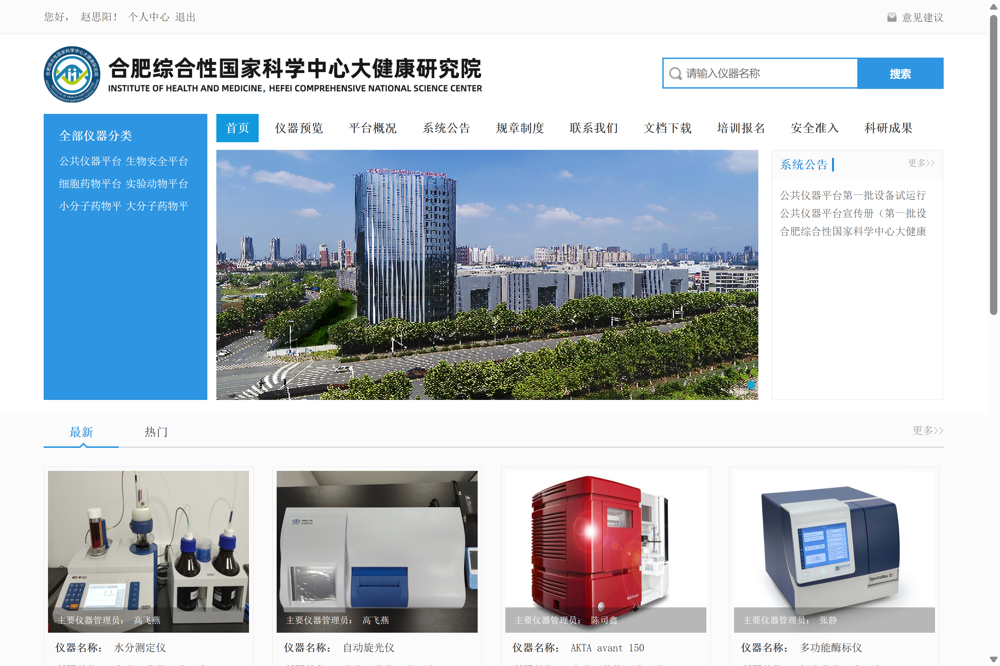 您好， 赵思阳！ 个人中心 退出
意见建议
合肥综合性国家科学中心大健康研究院
INSTITUTE OF HEALTH AND MEDICINE, HEFEI COMPREHENSIVE NATIONAL SCIENCE CENTER
请输入仪器名称
搜索
全部仪器分类
公共仪器平台 生物安全平台
细胞药物平台 实验动物平台
小分子药物平 大分子药物平
首页 仪器预览 平台概况 系统公告 规章制度 联系我们 文档下载 培训报名 安全准入 科研成果
系统公告
更多>>
公共仪器平台第一批设备试运行
公共仪器平台宣传册（第一批设
合肥综合性国家科学中心大健康
最新 热门
更多>>
主要仪器管理员： 高飞燕
仪器名称： 水分测定仪
主要仪器管理员： 高飞燕
仪器名称： 自动旋光仪
主要仪器管理员： 陈司鑫
仪器名称： AKTA avant 150
SpectraMax iD3
主要仪器管理员： 张静
仪器名称： 多功能酶标仪